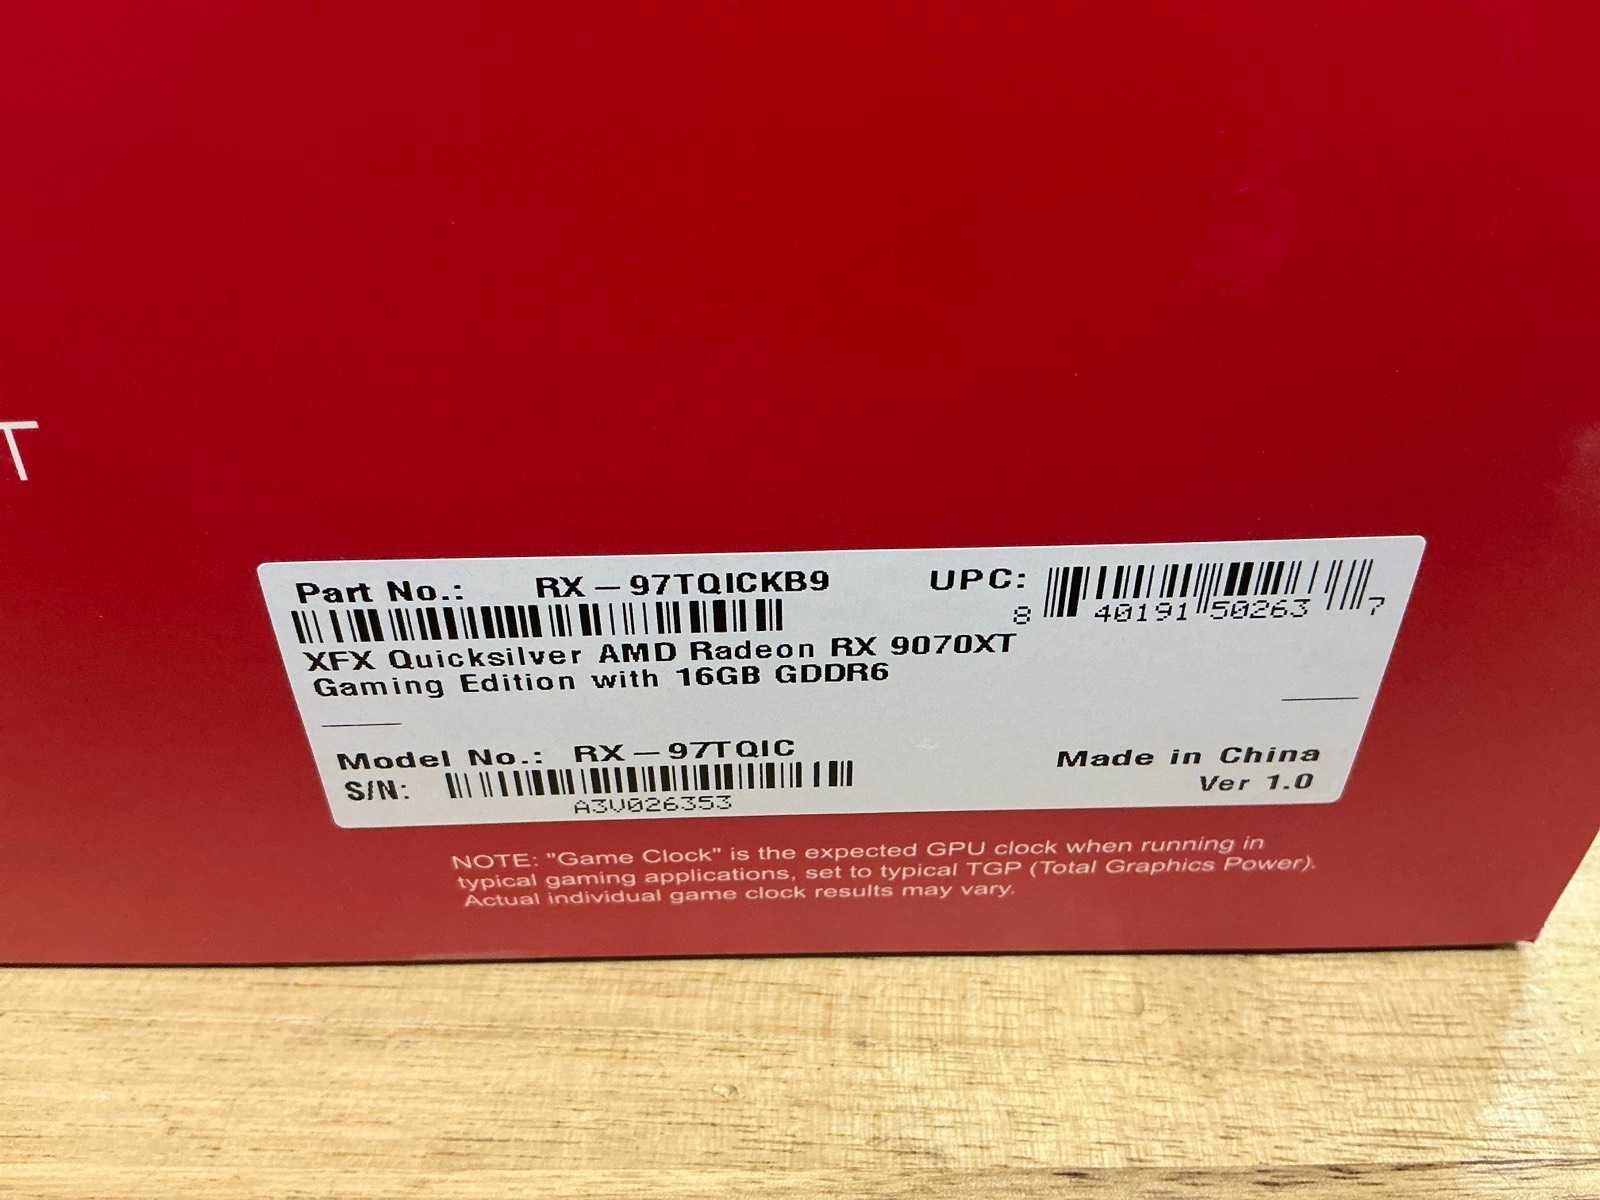 T
Part No.: RX-97TQICKB9
UPC: 8 40191 50263 7
XFX Quicksilver AMD Radeon RX 9070XT
Gaming Edition with 16GB GDDR6
Model No.: RX-97TQIC
S/N: A3V026353
Made in China
Ver 1.0
NOTE: "Game Clock" is the expected GPU clock when running in
typical gaming applications, set to typical TGP (Total Graphics Power).
Actual individual game clock results may vary.